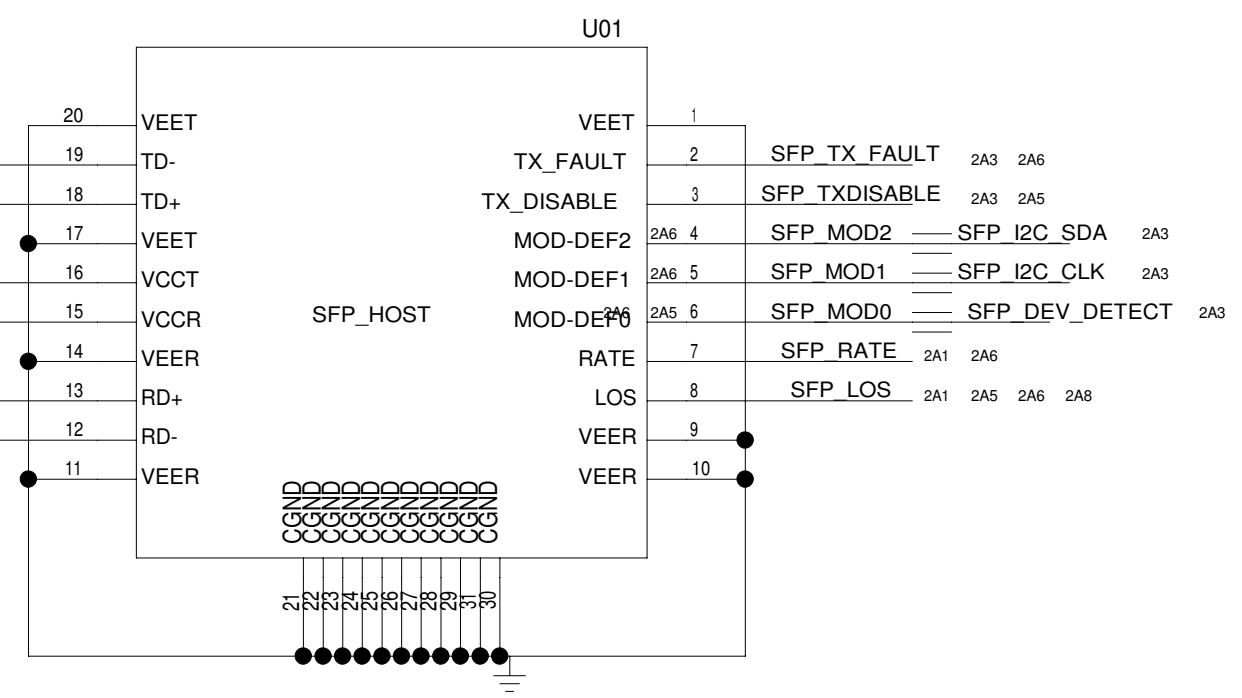 U01
20 VEET VEET 1
19 TD- TX_FAULT 2 SFP_TX_FAULT 2A3 2A6
18 TD+ TX_DISABLE 3 SFP_TXDISABLE 2A3 2A5
17 VEET MOD-DEF2 2A6 4 SFP_MOD2 SFP_I2C_SDA 2A3
16 VCCT MOD-DEF1 2A6 5 SFP_MOD1 SFP_I2C_CLK 2A3
15 VCCR SFP_HOST MOD-DEF0 2A6 2A5 6 SFP_MOD0 SFP_DEV_DETECT 2A3
14 VEER RATE 7 SFP_RATE 2A1 2A6
13 RD+ LOS 8 SFP_LOS 2A1 2A5 2A6 2A8
12 RD- VEER 9
11 VEER VEER 10
CGND CGND CGND CGND CGND CGND CGND CGND CGND CGND CGND
21 22 23 24 25 26 27 28 29 31 30